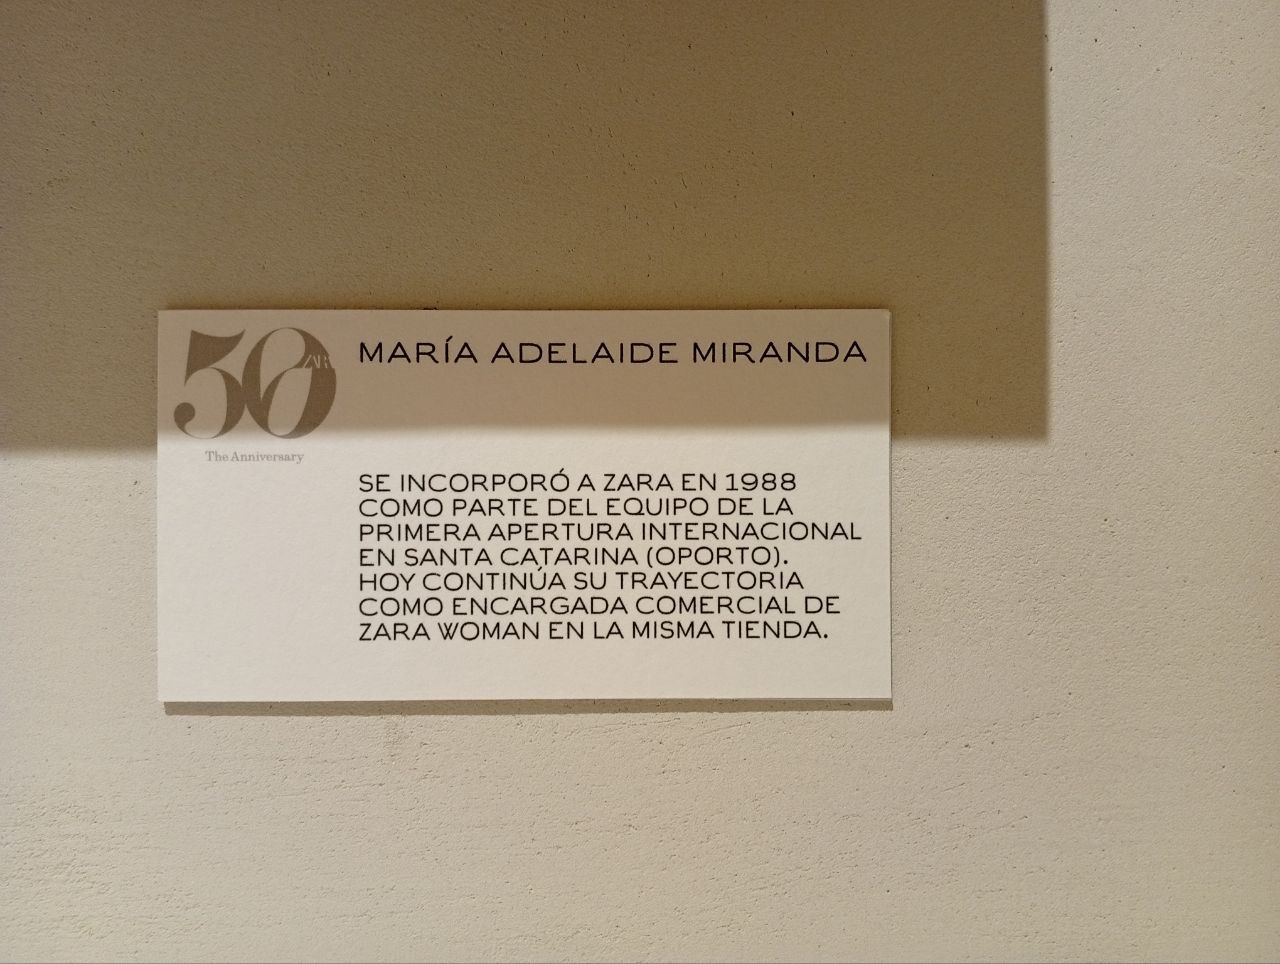 50
ZARA
The Anniversary
MARÍA ADELAIDE MIRANDA
SE INCORPORÓ A ZARA EN 1988
COMO PARTE DEL EQUIPO DE LA
PRIMERA APERTURA INTERNACIONAL
EN SANTA CATARINA (OPORTO).
HOY CONTINÚA SU TRAYECTORIA
COMO ENCARGADA COMERCIAL DE
ZARA WOMAN EN LA MISMA TIENDA.